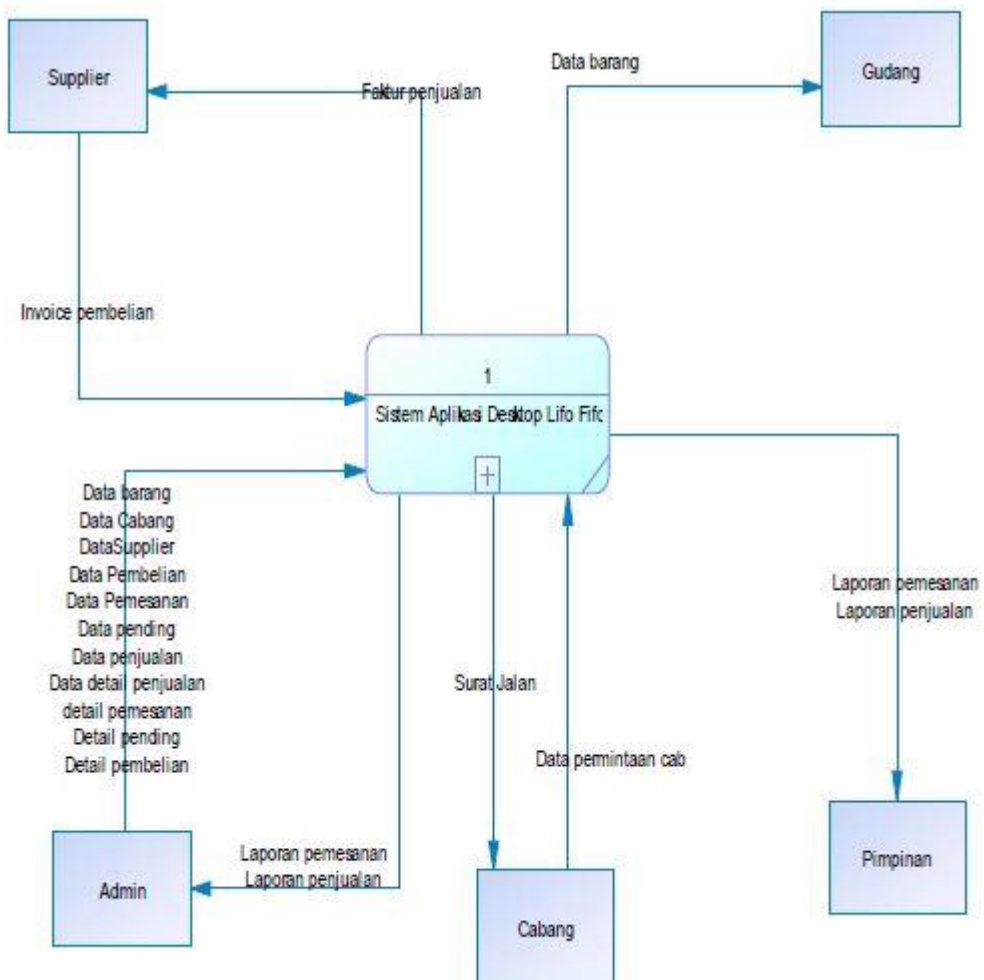 Supplier
Faktur penjualan
Data barang
Gudang
Invoice pembelian
1
Sistem Aplikasi Desktop Lifo Fifo
Data barang
Data Cabang
DataSupplier
Data Pembelian
Data Pemesanan
Data pending
Data penjualan
Data detail penjualan
detail pemesanan
Detail pending
Detail pembelian
Admin
Laporan pemesanan
Laporan penjualan
Surat Jalan
Data permintaan cab
Cabang
Laporan pemesanan
Laporan penjualan
Pimpinan